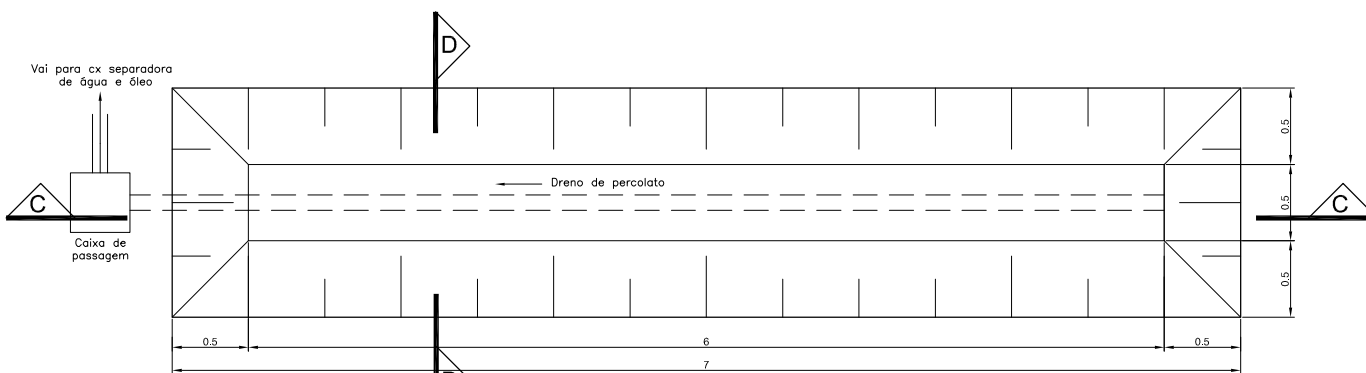 D
Vai para cx separadora
de água e óleo
0.5
Dreno de percolato
C
C
0.5
Caixa de
passagem
0.5
0.5
6
0.5
7